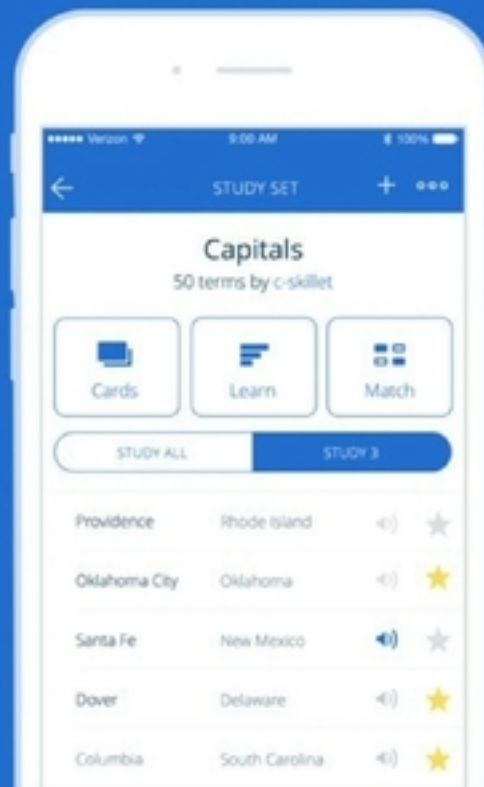 Verizon 9:00 AM 100%
STUDY SET
Capitals
50 terms by c-skillet
Cards Learn Match
STUDY ALL STUDY 3
Providence Rhode Island
Oklahoma City Oklahoma
Santa Fe New Mexico
Dover Delaware
Columbia South Carolina